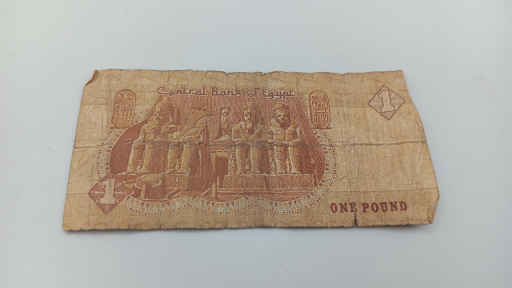 Central Bank of Egypt
1
1
ONE POUND